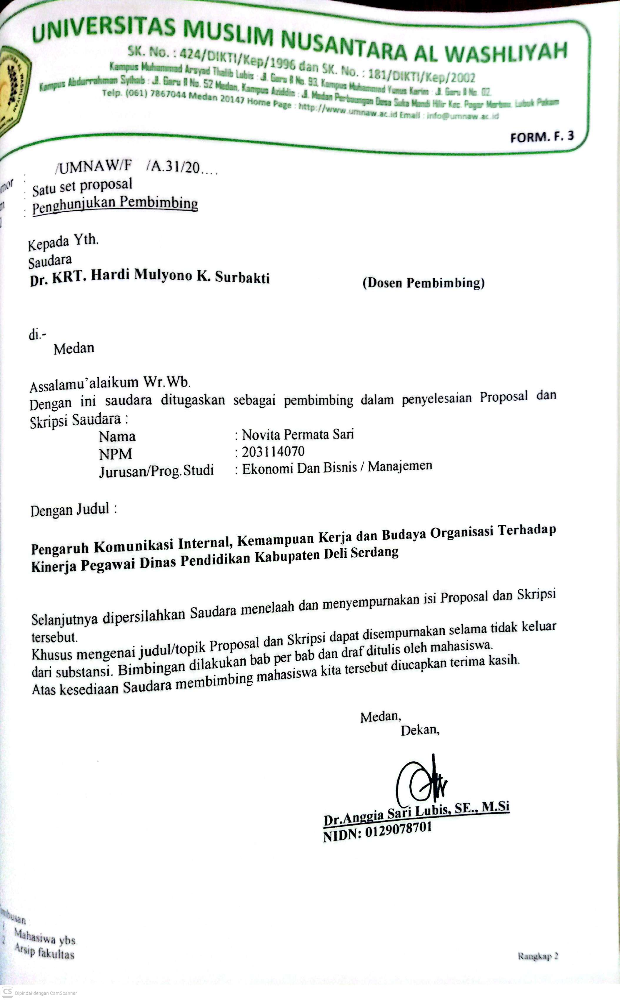 UNIVERSITAS MUSLIM NUSANTARA AL WASHLIYAH
SK. No. : 424/DIKTI/Kep/1996 dan SK. No. : 181/DIKTI/Kep/2002
Kampus Muhammad Arsyad Thalib Lubis : Jl. Garu II No. 93, Kampus Muhammad Yunus Karim : Jl. Garu II No. 02,
Kampus Abdurrahman Syihab : Jl. Garu II No. 52 Medan, Kampus Aziddin : Jl. Medan Perbaungan Desa Suka Mandi Hilir Kec. Pagar Merbau, Lubuk Pakam
Telp. (061) 7867044 Medan 20147 Home Page : http://www.umnaw.ac.id Email : info@umnaw.ac.id
FORM. F. 3
mor : /UMNAW/F /A.31/20....
: Satu set proposal
: Penghunjukan Pembimbing
Kepada Yth.
Saudara
Dr. KRT. Hardi Mulyono K. Surbakti (Dosen Pembimbing)
di.-
Medan
Assalamu’alaikum Wr.Wb.
Dengan ini saudara ditugaskan sebagai pembimbing dalam penyelesaian Proposal dan
Skripsi Saudara :
Nama : Novita Permata Sari
NPM : 203114070
Jurusan/Prog.Studi : Ekonomi Dan Bisnis / Manajemen
Dengan Judul :
Pengaruh Komunikasi Internal, Kemampuan Kerja dan Budaya Organisasi Terhadap
Kinerja Pegawai Dinas Pendidikan Kabupaten Deli Serdang
Selanjutnya dipersilahkan Saudara menelaah dan menyempurnakan isi Proposal dan Skripsi
tersebut.
Khusus mengenai judul/topik Proposal dan Skripsi dapat disempurnakan selama tidak keluar
dari substansi. Bimbingan dilakukan bab per bab dan draf ditulis oleh mahasiswa.
Atas kesediaan Saudara membimbing mahasiswa kita tersebut diucapkan terima kasih.
Medan,
Dekan,
Dr.Anggia Sari Lubis, SE., M.Si
NIDN: 0129078701
mbusan
1 Mahasiwa ybs
2 Arsip fakultas
Rangkap 2
CS Dipindai dengan CamScanner